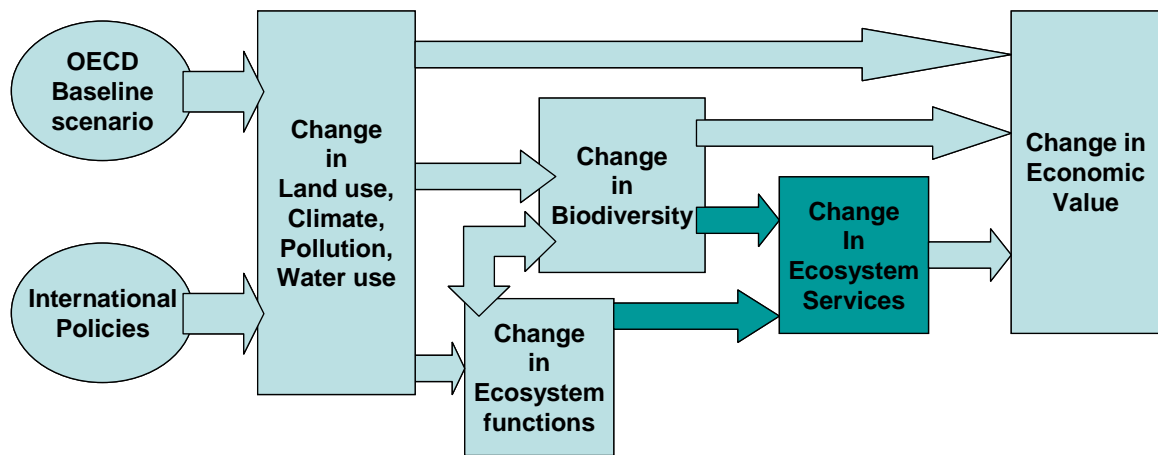 OECD
Baseline
scenario
International
Policies
Change
in
Land use,
Climate,
Pollution,
Water use
Change
in
Biodiversity
Change
in
Ecosystem
functions
Change
In
Ecosystem
Services
Change in
Economic
Value